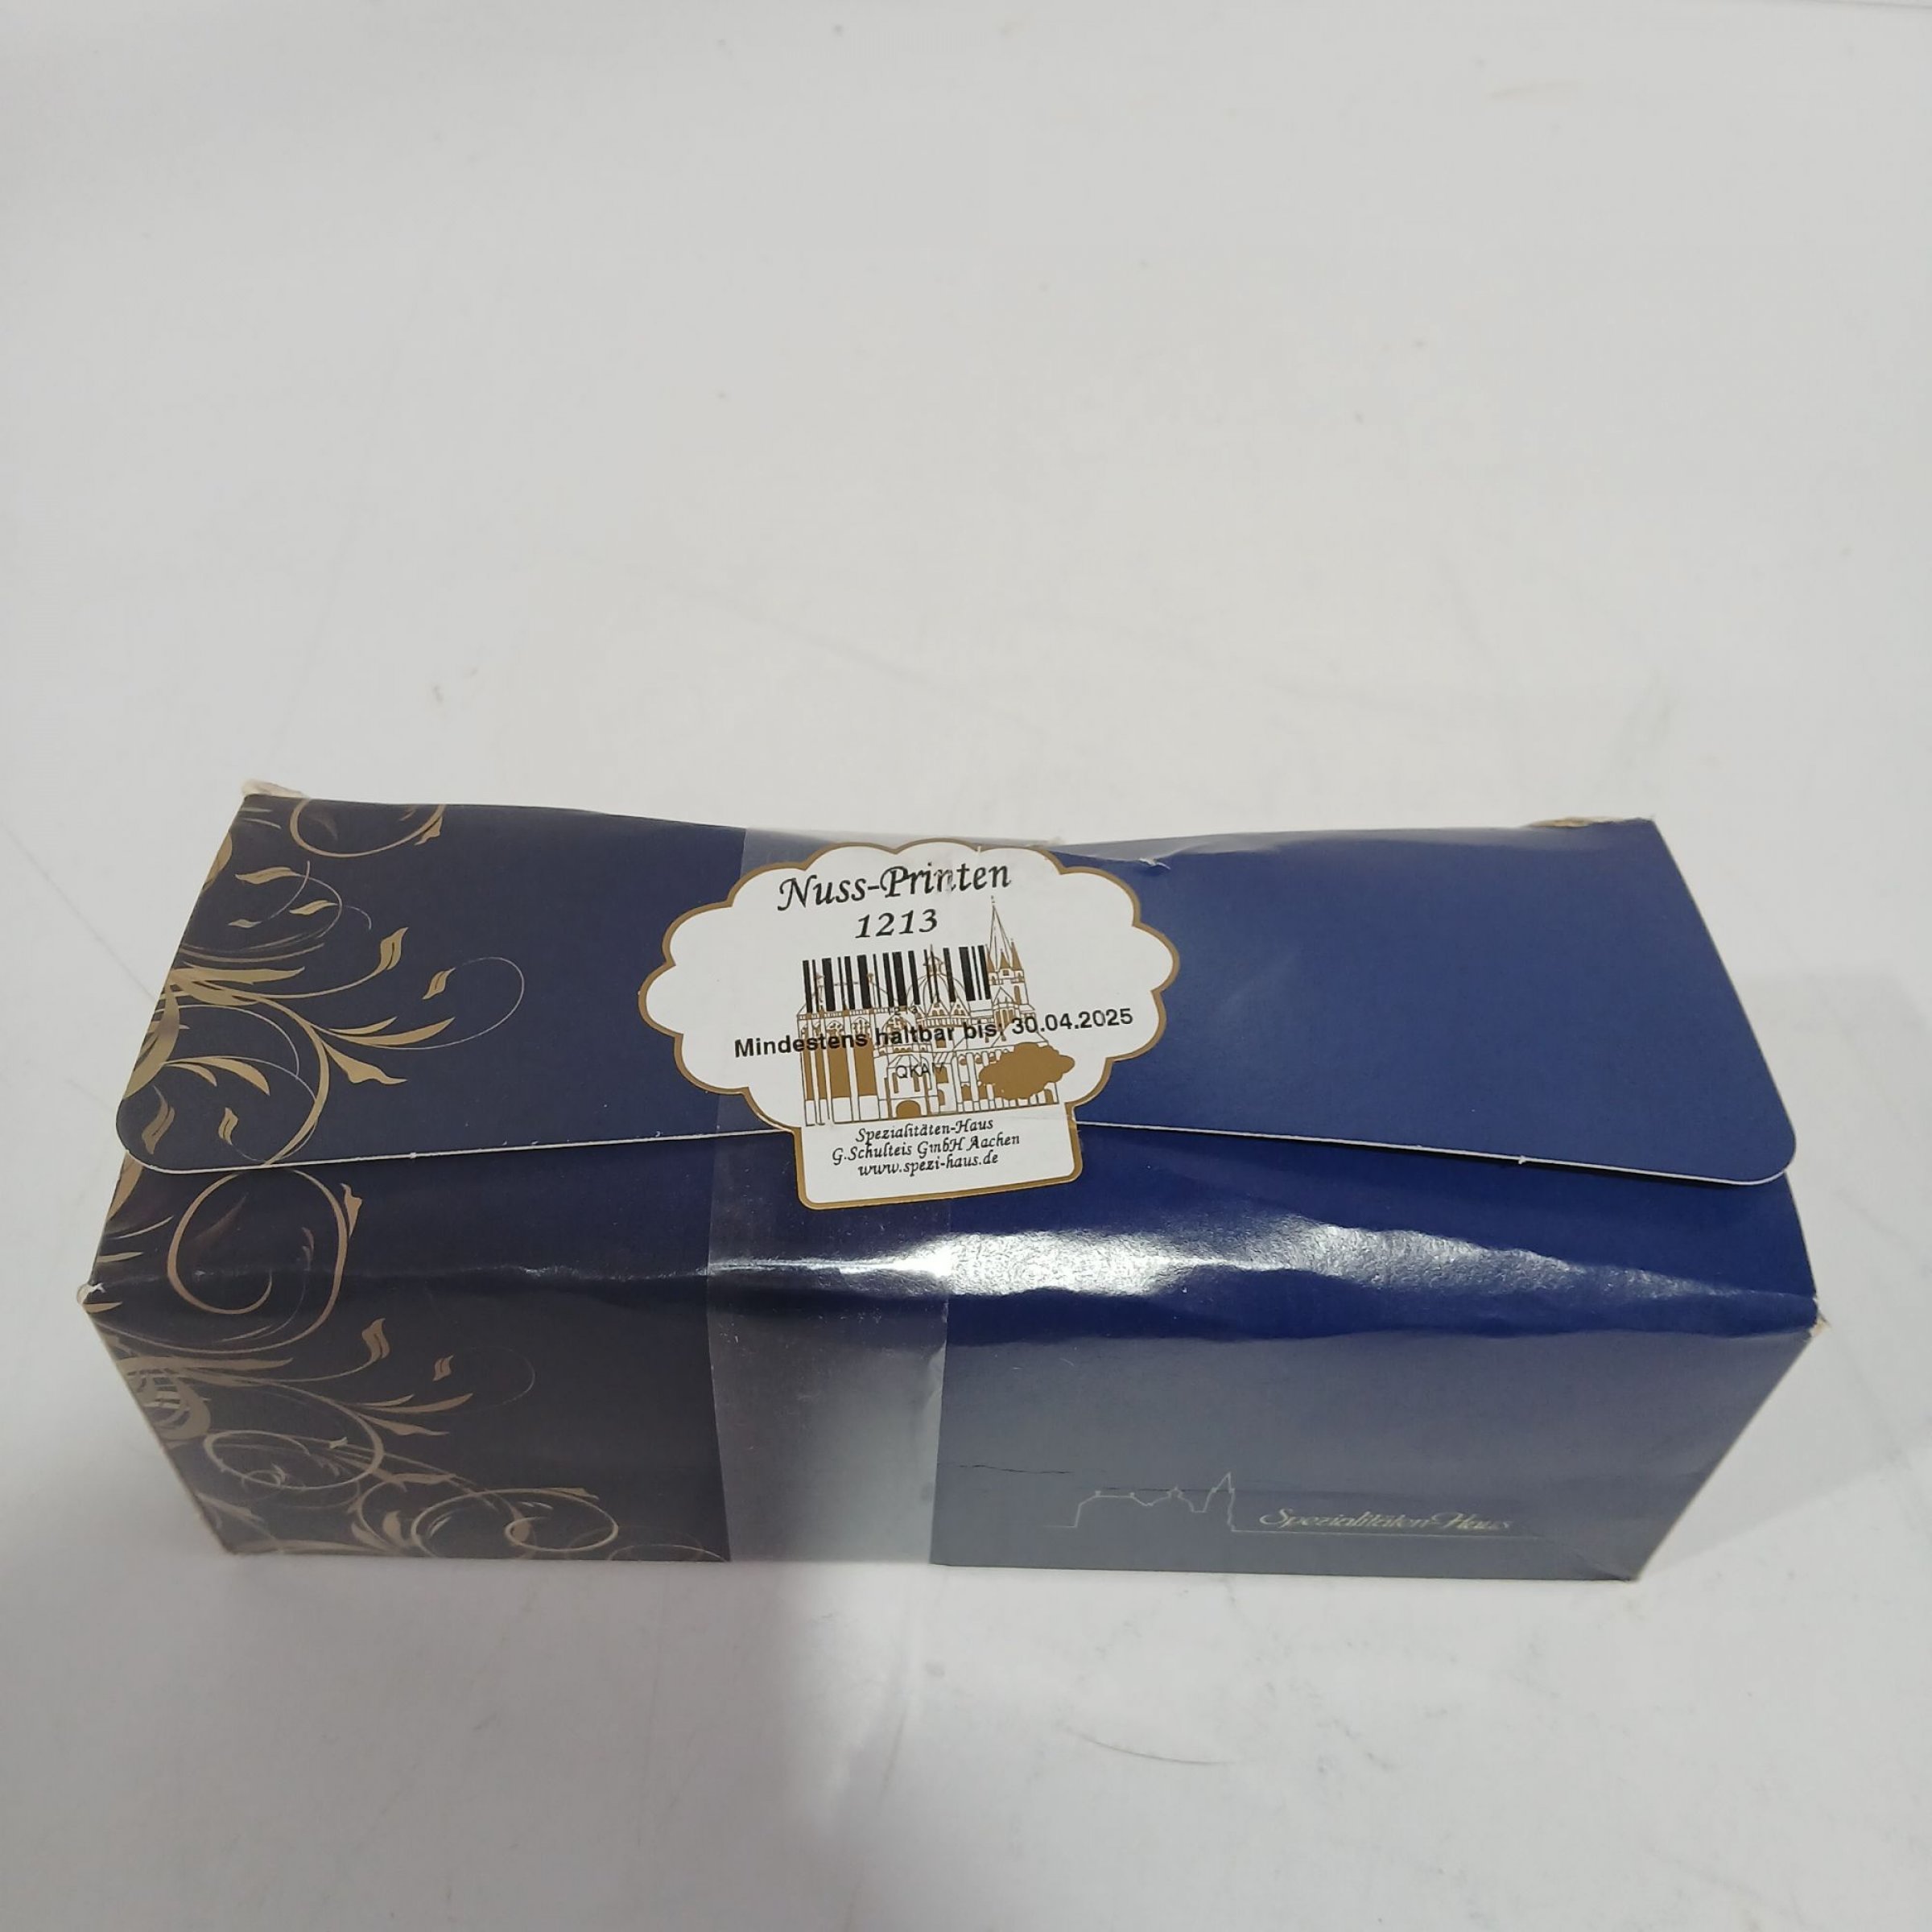 Nuss-Printen
1213
Mindestens haltbar bis: 30.04.2025
Spezialitäten-Haus
G.Schulteis GmbH Aachen
www.spezi-haus.de
Spezialitäten-Haus